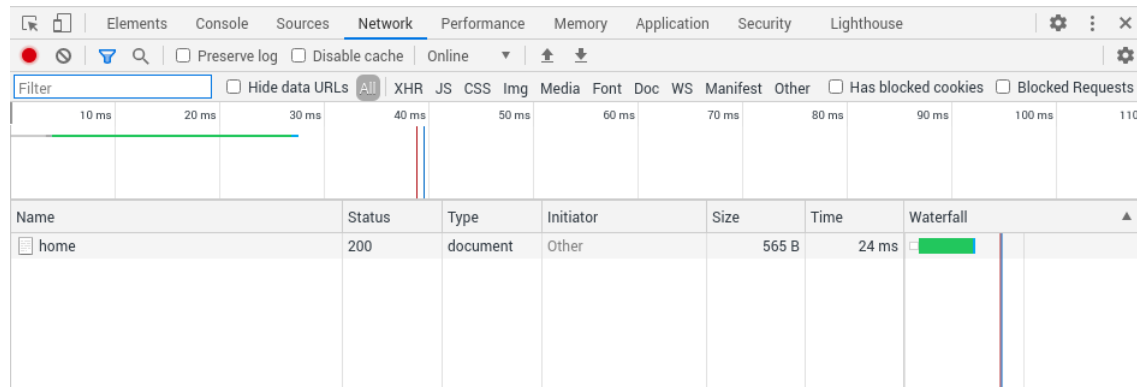 Elements Console Sources Network Performance Memory Application Security Lighthouse
Preserve log Disable cache Online
Filter Hide data URLs All XHR JS CSS Img Media Font Doc WS Manifest Other Has blocked cookies Blocked Requests
10 ms 20 ms 30 ms 40 ms 50 ms 60 ms 70 ms 80 ms 90 ms 100 ms 110
Name Status Type Initiator Size Time Waterfall
home 200 document Other 565 B 24 ms